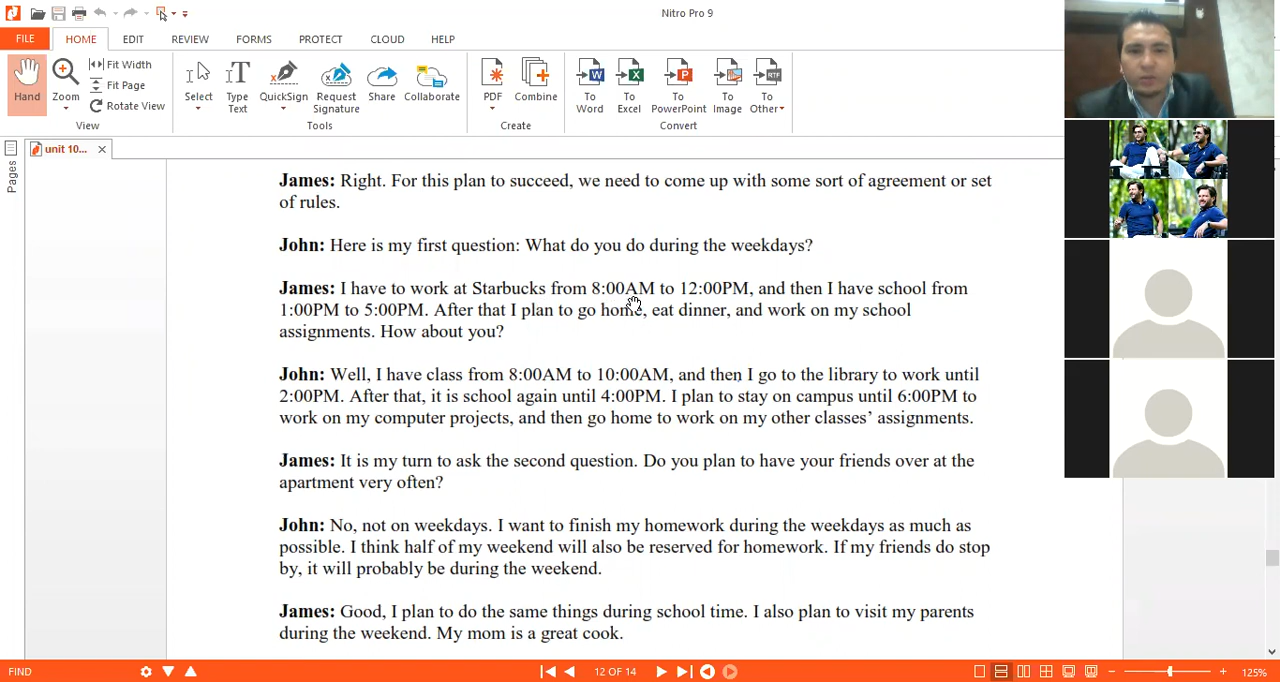 Nitro Pro 9
FILE HOME EDIT REVIEW FORMS PROTECT CLOUD HELP
Hand
Zoom
Fit Width
Fit Page
Rotate View
View
Select
Type Text
QuickSign
Request Signature
Share
Collaborate
Tools
PDF
Combine
Create
To Word
To Excel
To PowerPoint
To Image
To Other
Convert
Pages
unit 10...
James: Right. For this plan to succeed, we need to come up with some sort of agreement or set
of rules.
John: Here is my first question: What do you do during the weekdays?
James: I have to work at Starbucks from 8:00AM to 12:00PM, and then I have school from
1:00PM to 5:00PM. After that I plan to go home, eat dinner, and work on my school
assignments. How about you?
John: Well, I have class from 8:00AM to 10:00AM, and then I go to the library to work until
2:00PM. After that, it is school again until 4:00PM. I plan to stay on campus until 6:00PM to
work on my computer projects, and then go home to work on my other classes’ assignments.
James: It is my turn to ask the second question. Do you plan to have your friends over at the
apartment very often?
John: No, not on weekdays. I want to finish my homework during the weekdays as much as
possible. I think half of my weekend will also be reserved for homework. If my friends do stop
by, it will probably be during the weekend.
James: Good, I plan to do the same things during school time. I also plan to visit my parents
during the weekend. My mom is a great cook.
FIND
12 OF 14
125%